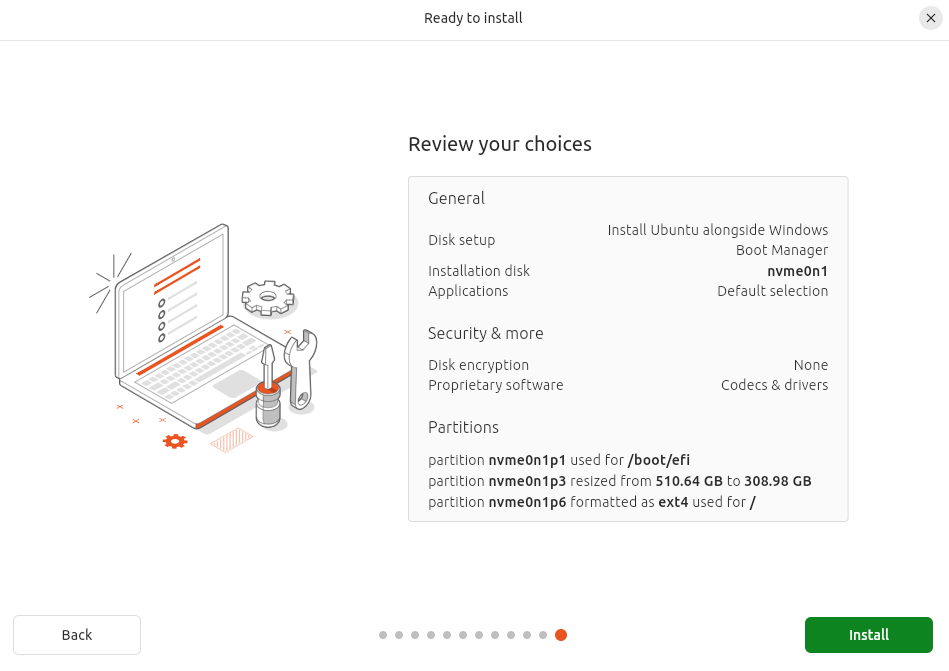 Ready to install
Review your choices
General
Disk setup
Install Ubuntu alongside Windows
Boot Manager
Installation disk nvme0n1
Applications Default selection
Security & more
Disk encryption None
Proprietary software Codecs & drivers
Partitions
partition nvme0n1p1 used for /boot/efi
partition nvme0n1p3 resized from 510.64 GB to 308.98 GB
partition nvme0n1p6 formatted as ext4 used for /
Back
Install